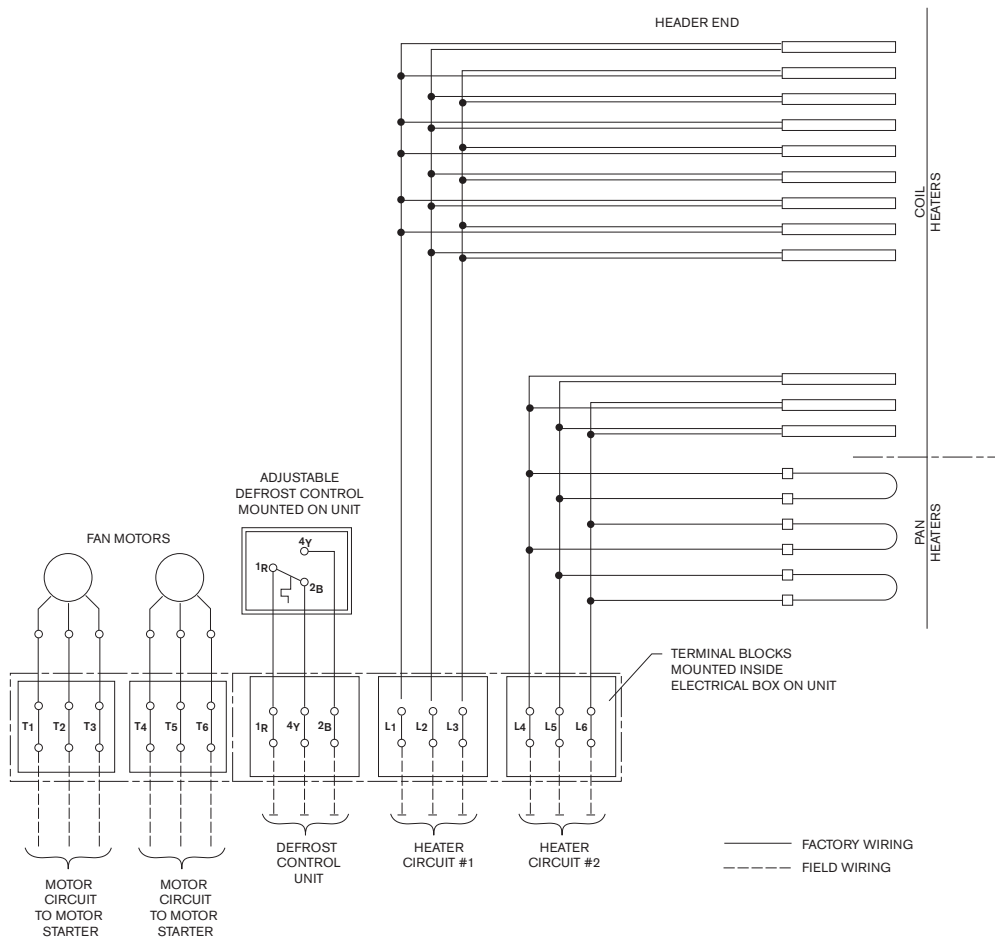 HEADER END
COIL
HEATERS
ADJUSTABLE
DEFROST CONTROL
MOUNTED ON UNIT
FAN MOTORS
4Y
1R
2B
PAN
HEATERS
TERMINAL BLOCKS
MOUNTED INSIDE
ELECTRICAL BOX ON UNIT
T1 T2 T3 T4 T5 T6 1R 4Y 2B L1 L2 L3 L4 L5 L6
DEFROST
CONTROL
UNIT
HEATER
CIRCUIT #1
HEATER
CIRCUIT #2
FACTORY WIRING
FIELD WIRING
MOTOR
CIRCUIT
TO MOTOR
STARTER
MOTOR
CIRCUIT
TO MOTOR
STARTER